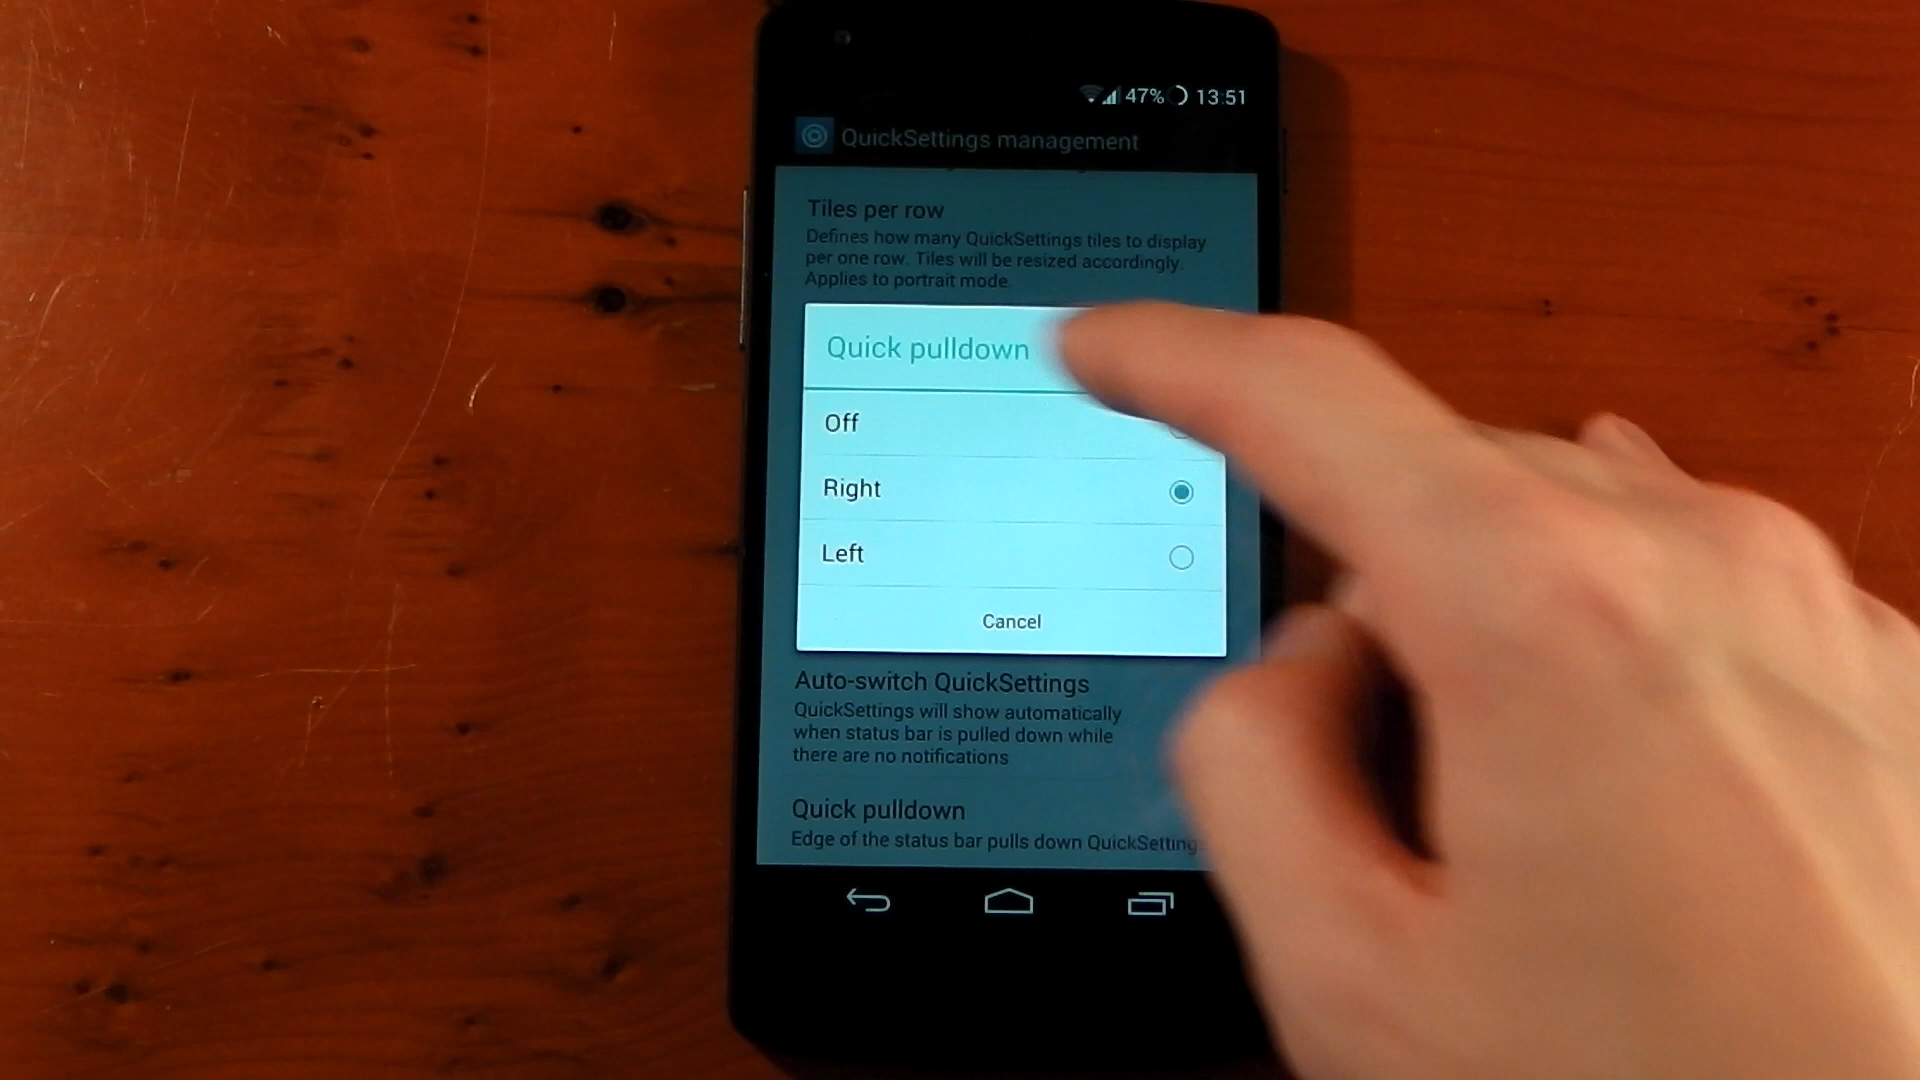 47% 13:51
QuickSettings management
Tiles per row
Defines how many QuickSettings tiles to display
per one row. Tiles will be resized accordingly.
Applies to portrait mode.
Quick pulldown
Off
Right
Left
Cancel
Auto-switch QuickSettings
QuickSettings will show automatically
when status bar is pulled down while
there are no notifications
Quick pulldown
Edge of the status bar pulls down QuickSetting